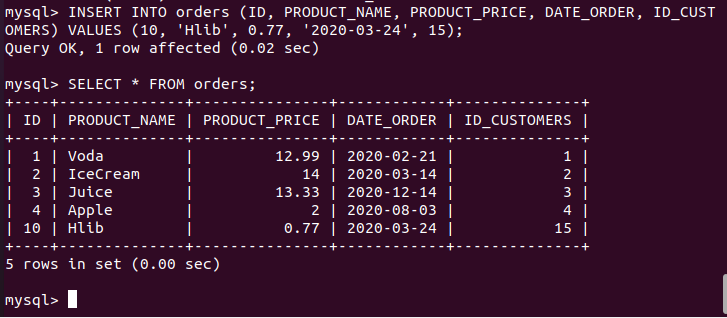 mysql> INSERT INTO orders (ID, PRODUCT_NAME, PRODUCT_PRICE, DATE_ORDER, ID_CUST
OMERS) VALUES (10, 'Hlib', 0.77, '2020-03-24', 15);
Query OK, 1 row affected (0.02 sec)

mysql> SELECT * FROM orders;
+----+--------------+---------------+------------+--------------+
| ID | PRODUCT_NAME | PRODUCT_PRICE | DATE_ORDER | ID_CUSTOMERS |
+----+--------------+---------------+------------+--------------+
|  1 | Voda         |         12.99 | 2020-02-21 |            1 |
|  2 | IceCream     |            14 | 2020-03-14 |            2 |
|  3 | Juice        |         13.33 | 2020-12-14 |            3 |
|  4 | Apple        |             2 | 2020-08-03 |            4 |
| 10 | Hlib         |          0.77 | 2020-03-24 |           15 |
+----+--------------+---------------+------------+--------------+
5 rows in set (0.00 sec)

mysql>